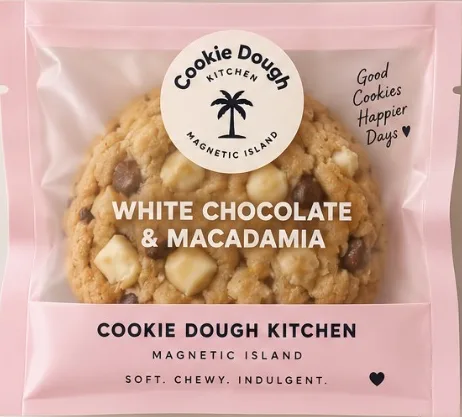 Cookie Dough
KITCHEN
MAGNETIC ISLAND
Good
Cookies
Happier
Days ♥
WHITE CHOCOLATE
& MACADAMIA
COOKIE DOUGH KITCHEN
MAGNETIC ISLAND
SOFT. CHEWY. INDULGENT.